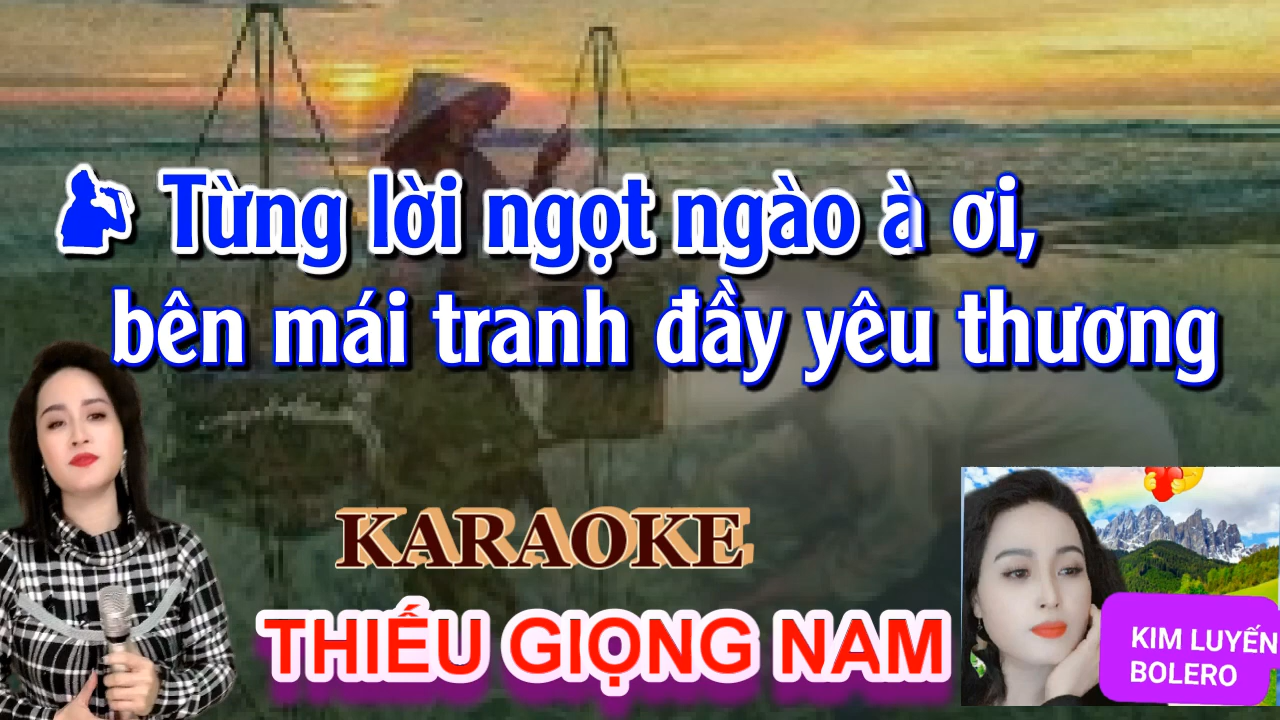 Từng lời ngọt ngào à ơi,
bên mái tranh đầy yêu thương
KARAOKE
THIẾU GIỌNG NAM
KIM LUYẾN
BOLERO